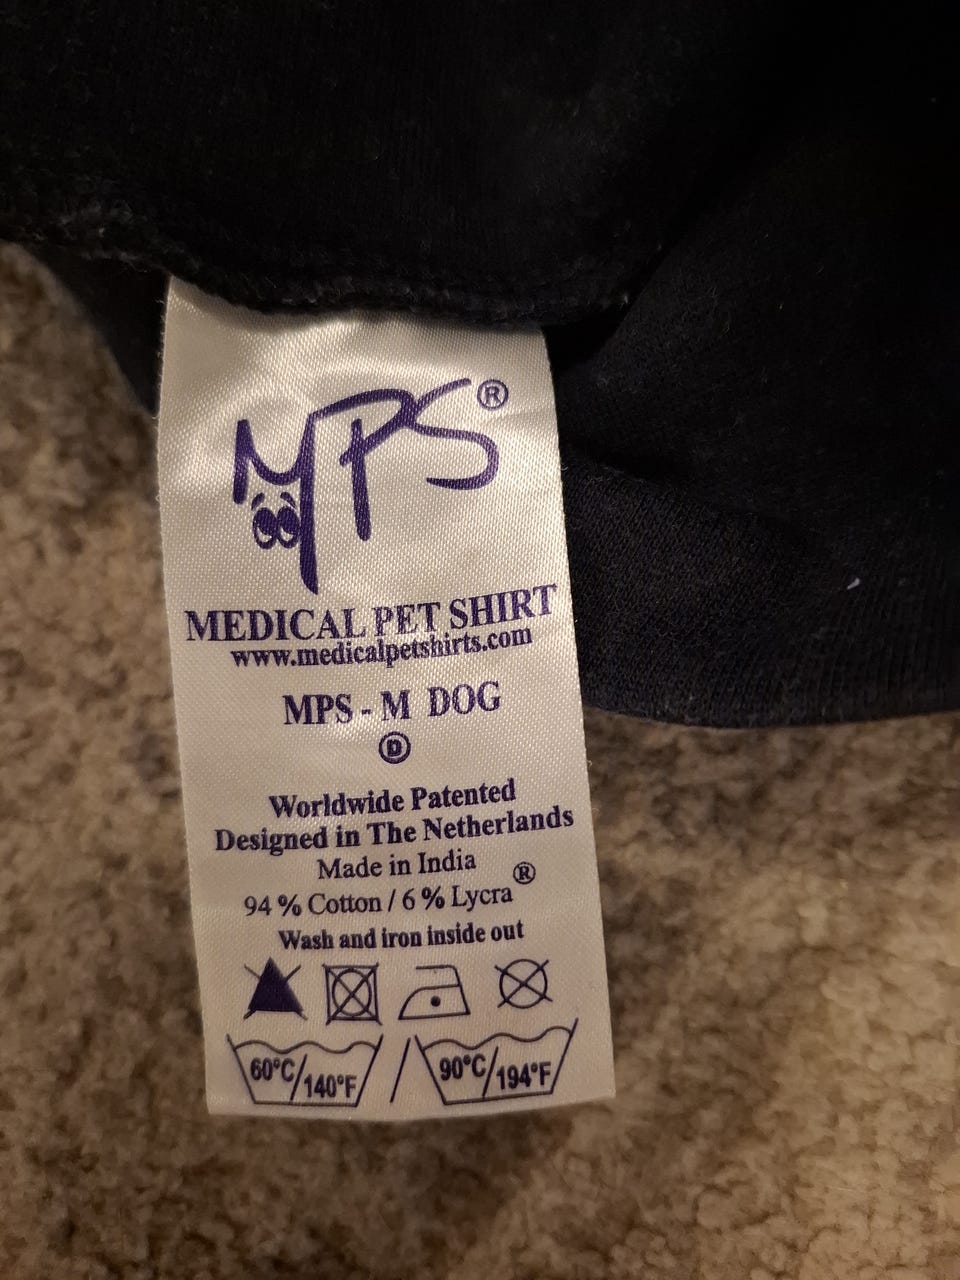 MPS®
MEDICAL PET SHIRT
www.medicalpetshirts.com
MPS - M DOG
Ⓓ
Worldwide Patented
Designed in The Netherlands
Made in India
94 % Cotton / 6 % Lycra®
Wash and iron inside out
60°C/140°F / 90°C/194°F